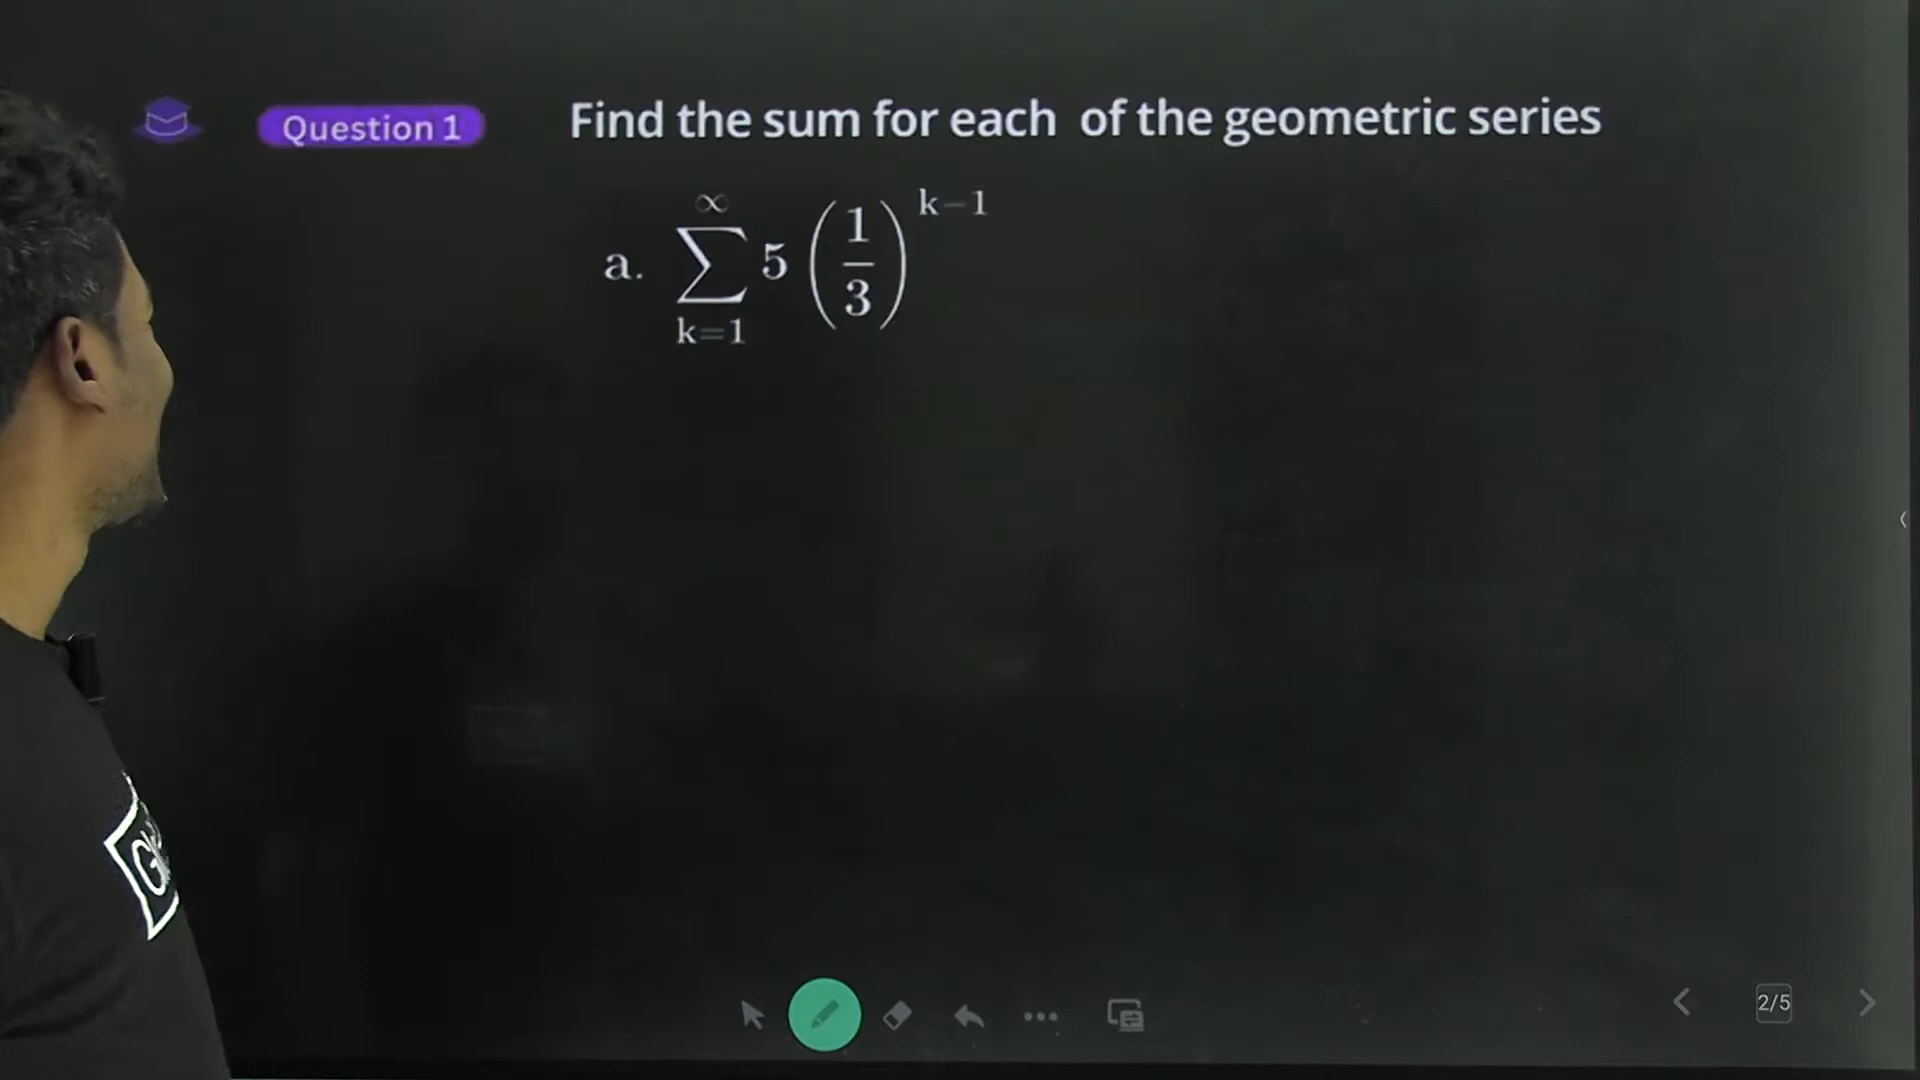 Question 1
Find the sum for each of the geometric series
a. ∞ ∑ k=1 5 (1/3)^{k-1}
2/5